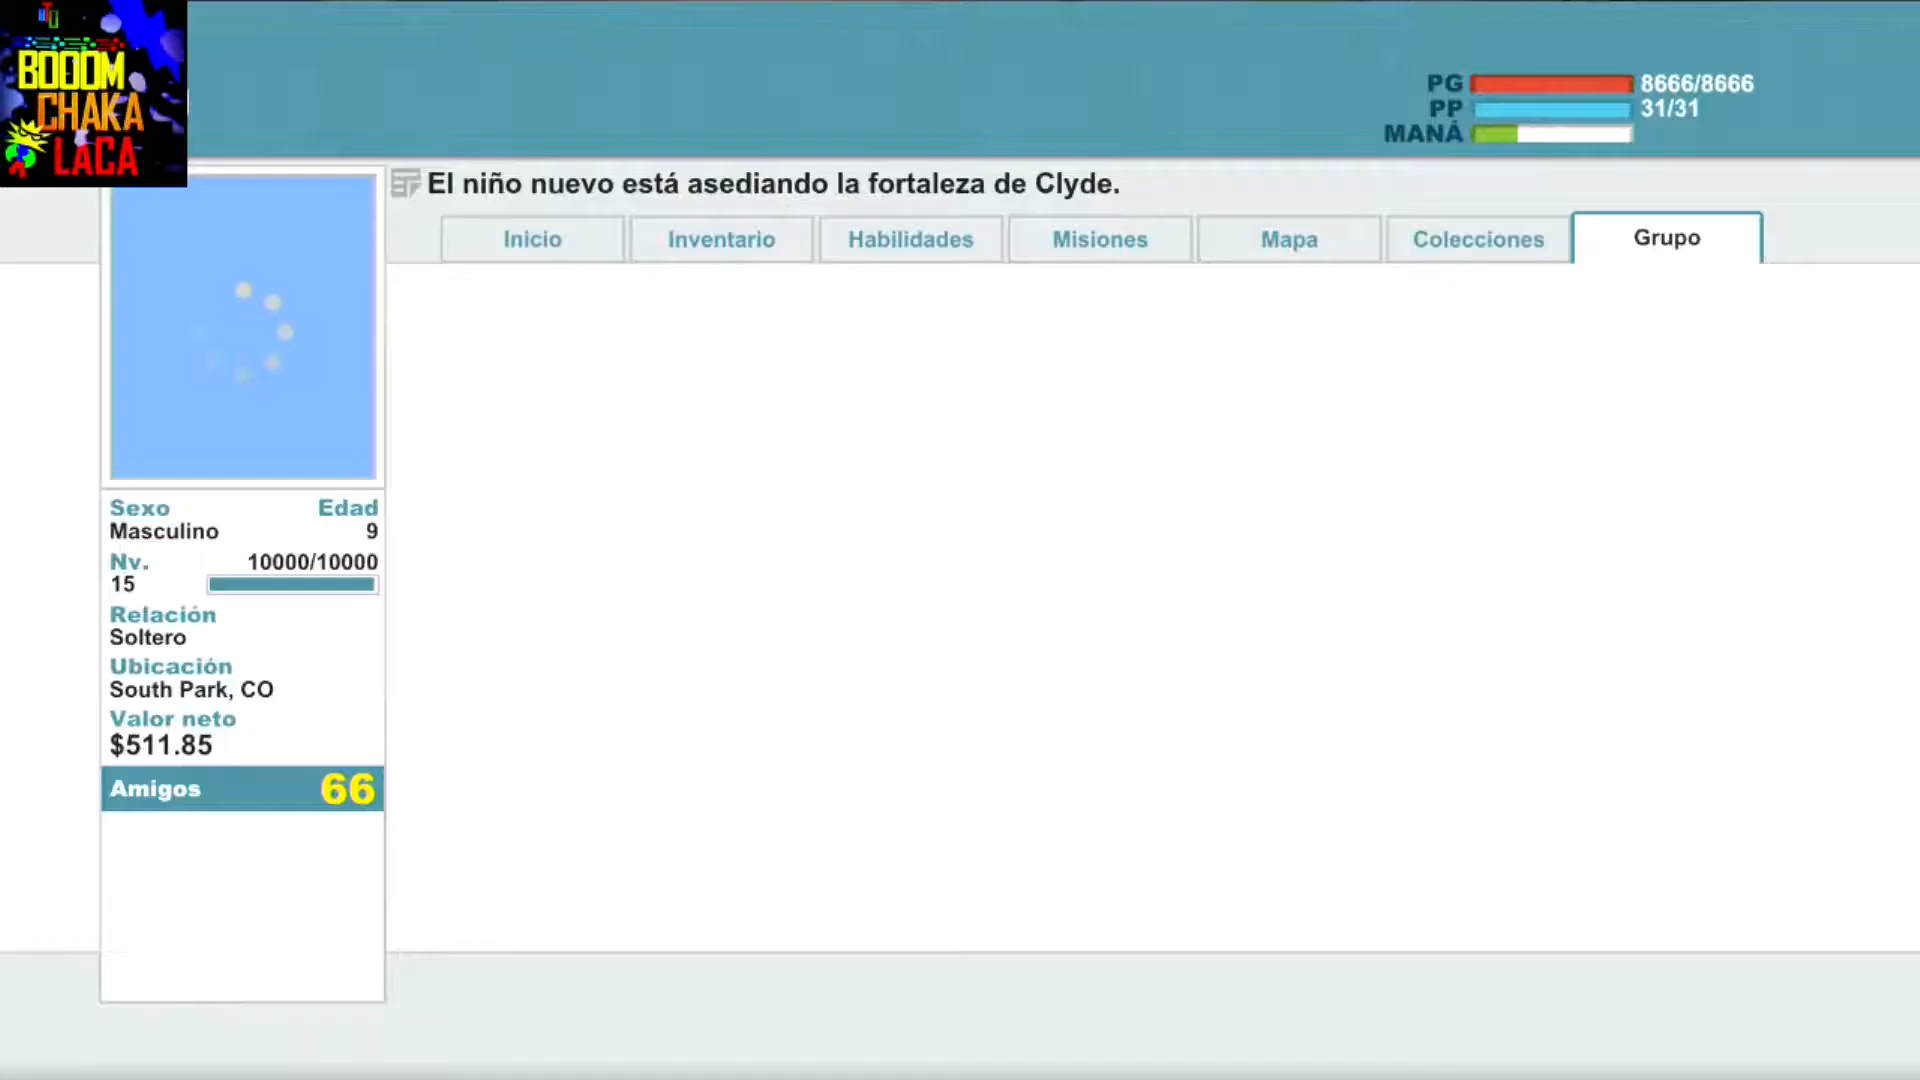 BOOOM
CHAKA
LACA
PG 8666/8666
PP 31/31
MANÁ
El niño nuevo está asediando la fortaleza de Clyde.
Inicio Inventario Habilidades Misiones Mapa Colecciones Grupo
Sexo Edad
Masculino 9
Nv. 10000/10000
15
Relación
Soltero
Ubicación
South Park, CO
Valor neto
$511.85
Amigos 66